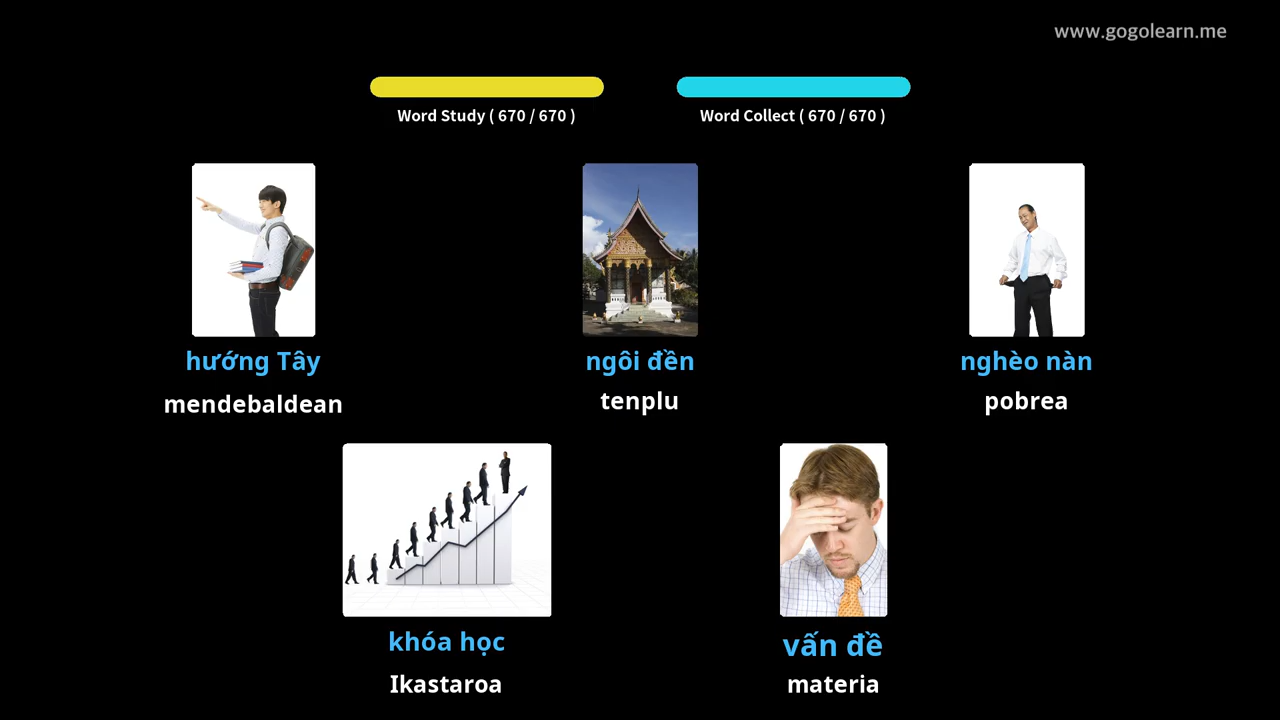 www.gogolearn.me
Word Study ( 670 / 670 )
Word Collect ( 670 / 670 )
hướng Tây
mendebaldean
ngôi đền
tenplu
nghèo nàn
pobrea
khóa học
Ikastaroa
vấn đề
materia